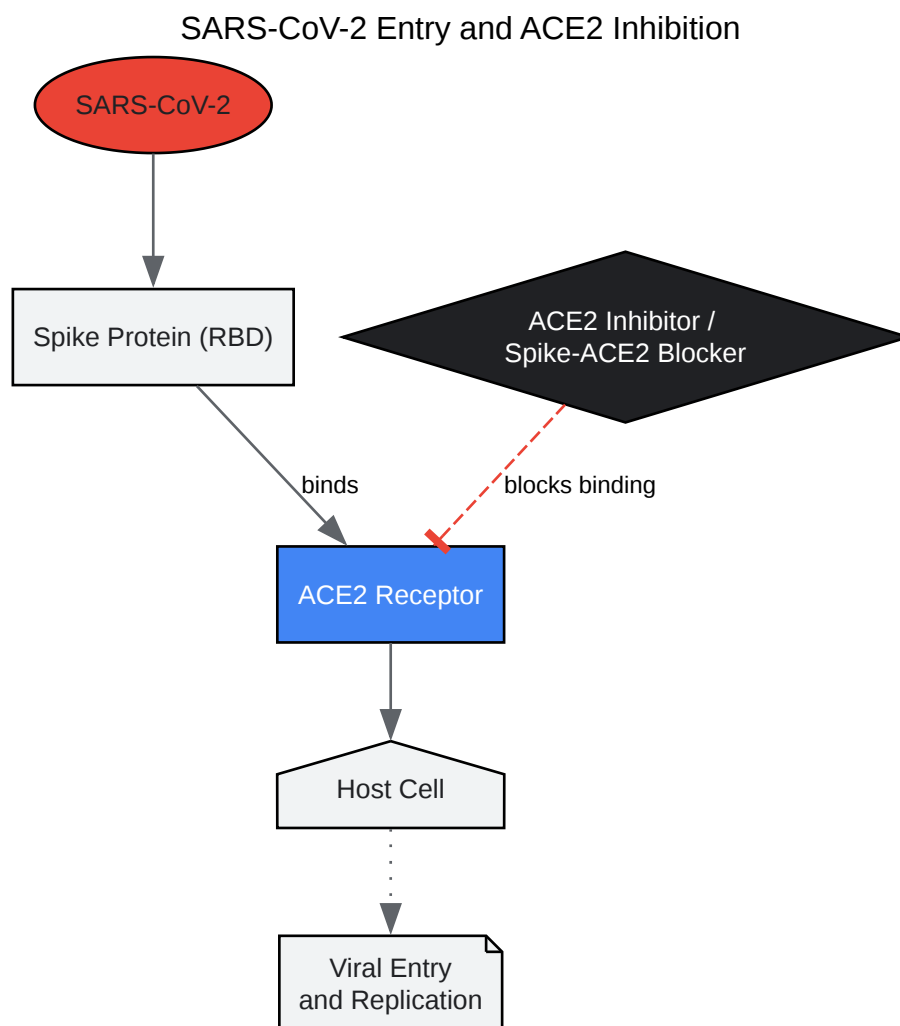 SARS-CoV-2 Entry and ACE2 Inhibition
SARS-CoV-2
Spike Protein (RBD)
ACE2 Inhibitor /
Spike-ACE2 Blocker
binds
blocks binding
ACE2 Receptor
Host Cell
Viral Entry
and Replication